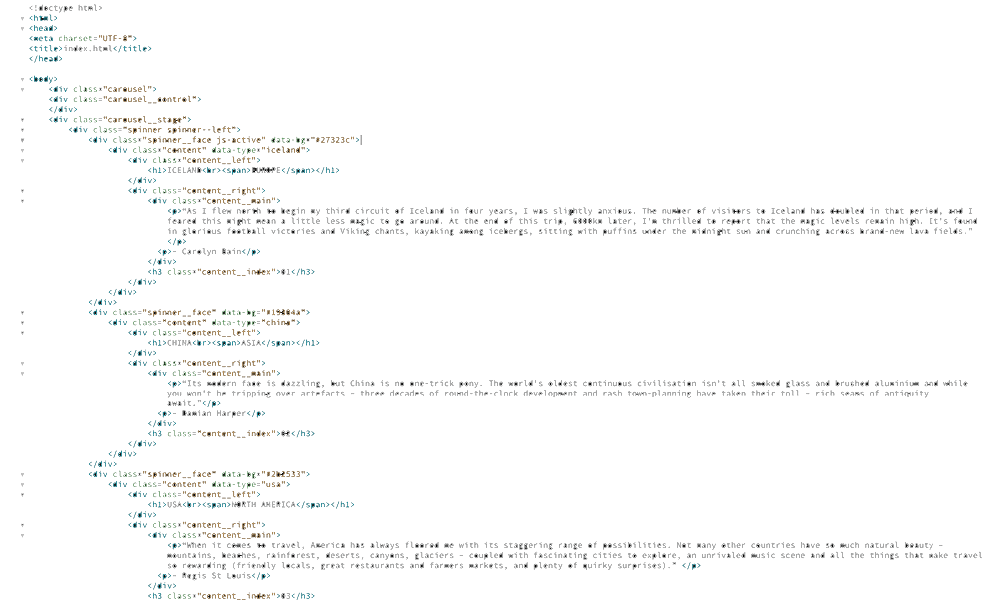 <!doctype html>
<html>
<head>
<meta charset="UTF-8">
<title>index.html</title>
</head>
<body>
<div class="carousel">
<div class="carousel__control">
</div>
<div class="carousel__stage">
<div class="spinner spinner--left">
<div class="spinner__face js-active" data-bg="#27323c">
<div class="content" data-type="iceland">
<div class="content__left">
<h1>ICELAND<br><span>EUROPE</span></h1>
</div>
<div class="content__right">
<div class="content__main">
<p>“As I flew north to begin my third circuit of Iceland in four years, I was slightly anxious. The number of visitors to Iceland has doubled in that period, and I
feared this might mean a little less magic to go around. At the end of this trip, 6000km later, I'm thrilled to report that the magic levels remain high. It's found
in glorious football victories and Viking chants, kayaking among icebergs, sitting with puffins under the midnight sun and crunching across brand-new lava fields.”
</p>
<p>– Carolyn Bain</p>
</div>
<h3 class="content__index">01</h3>
</div>
</div>
</div>
<div class="spinner__face" data-bg="#19304a">
<div class="content" data-type="china">
<div class="content__left">
<h1>CHINA<br><span>ASIA</span></h1>
</div>
<div class="content__right">
<div class="content__main">
<p>“Its modern face is dazzling, but China is no one-trick pony. The world's oldest continuous civilisation isn't all smoked glass and brushed aluminium and while
you won't be tripping over artefacts – three decades of round-the-clock development and rash town-planning have taken their toll – rich seams of antiquity
await.”</p>
<p>– Damian Harper</p>
</div>
<h3 class="content__index">02</h3>
</div>
</div>
</div>
<div class="spinner__face" data-bg="#2b2533">
<div class="content" data-type="usa">
<div class="content__left">
<h1>USA<br><span>NORTH AMERICA</span></h1>
</div>
<div class="content__right">
<div class="content__main">
<p>“When it comes to travel, America has always floored me with its staggering range of possibilities. Not many other countries have so much natural beauty –
mountains, beaches, rainforest, deserts, canyons, glaciers – coupled with fascinating cities to explore, an unrivaled music scene and all the things that make travel
so rewarding (friendly locals, great restaurants and farmers markets, and plenty of quirky surprises).” </p>
<p>– Regis St Louis</p>
</div>
<h3 class="content__index">03</h3>